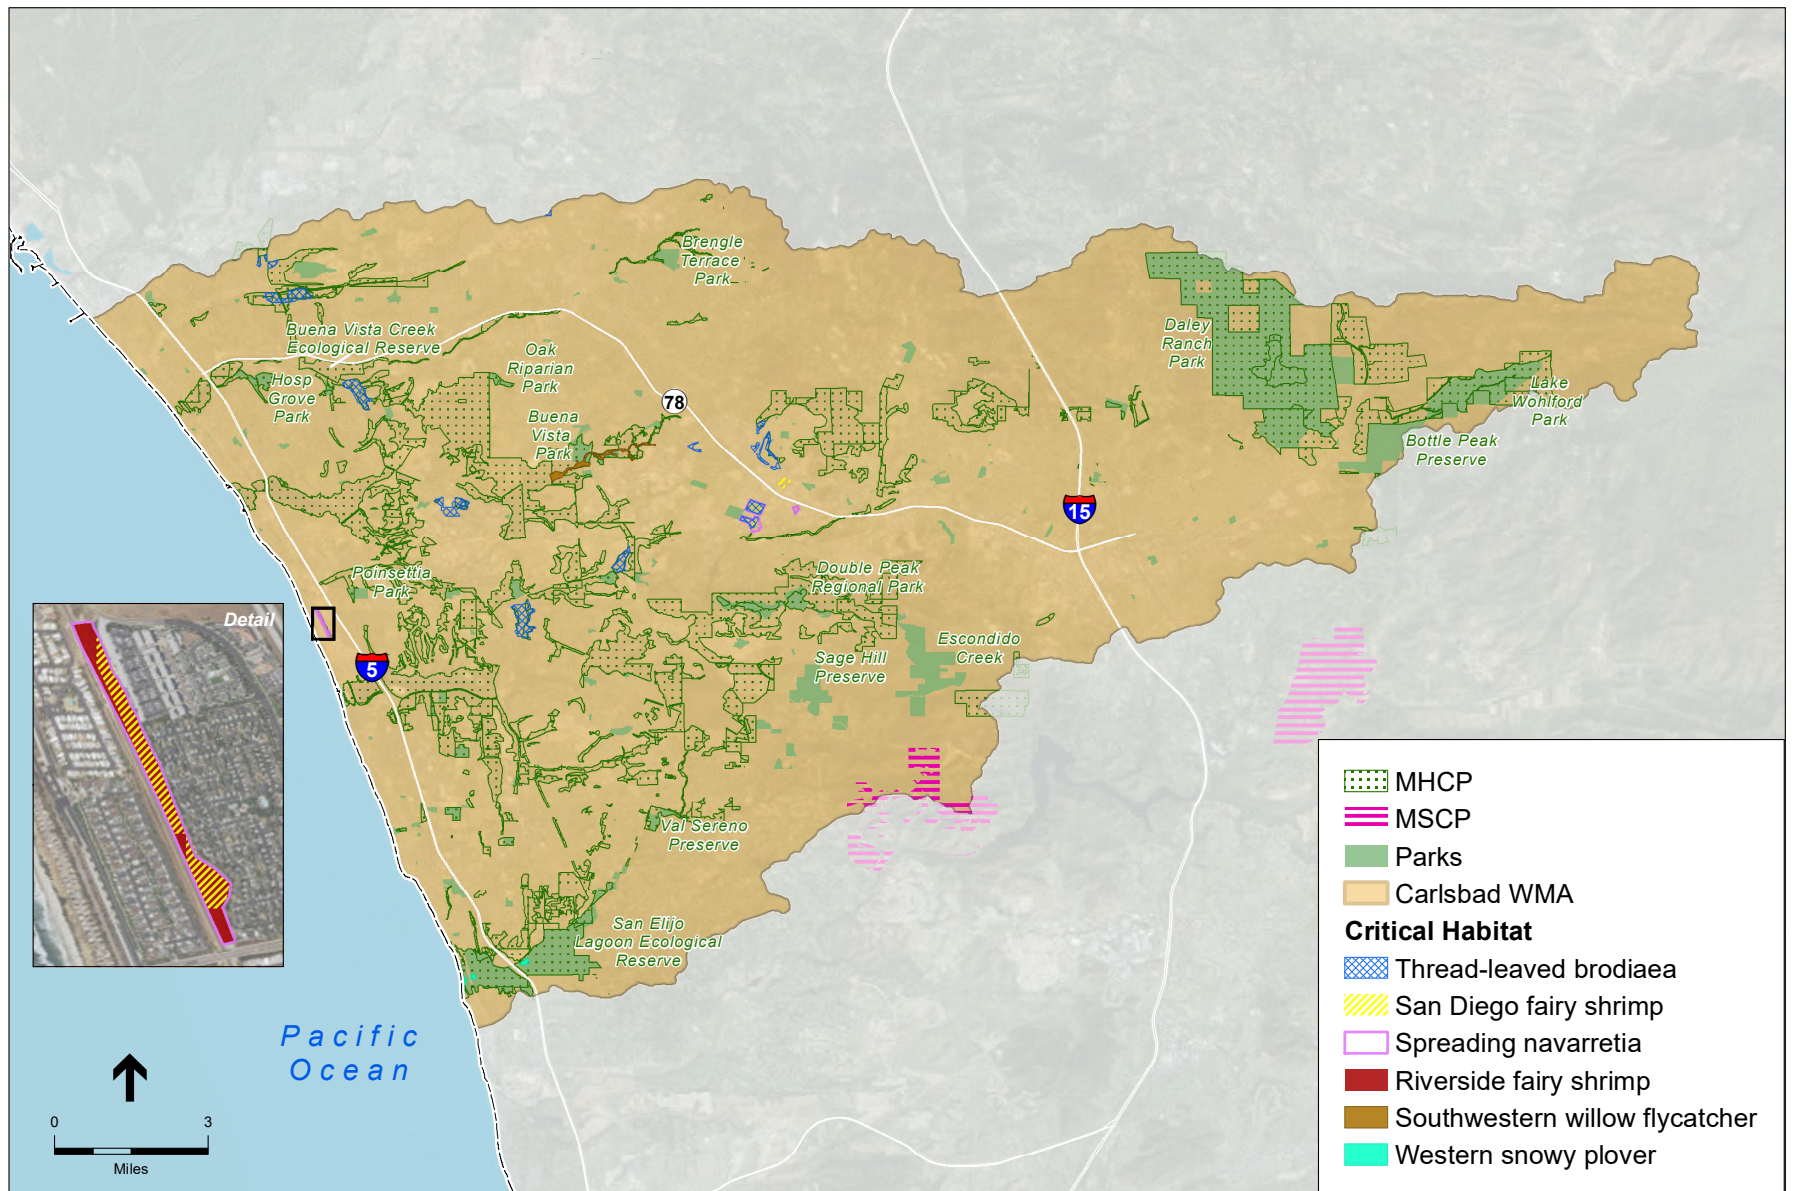 Brengle
Terrace
Park
Buena Vista Creek
Ecological Reserve
Oak
Riparian
Park
Hosp
Grove
Park
Buena
Vista
Park
78
Daley
Ranch
Park
Lake
Wohlford
Park
Bottle Peak
Preserve
15
Poinsettia
Park
Double Peak
Regional Park
Detail
5
Sage Hill
Preserve
Escondido
Creek
Val Sereno
Preserve
San Elijo
Lagoon Ecological
Reserve
Pacific
Ocean
0 3
Miles
MHCP
MSCP
Parks
Carlsbad WMA
Critical Habitat
Thread-leaved brodiaea
San Diego fairy shrimp
Spreading navarretia
Riverside fairy shrimp
Southwestern willow flycatcher
Western snowy plover